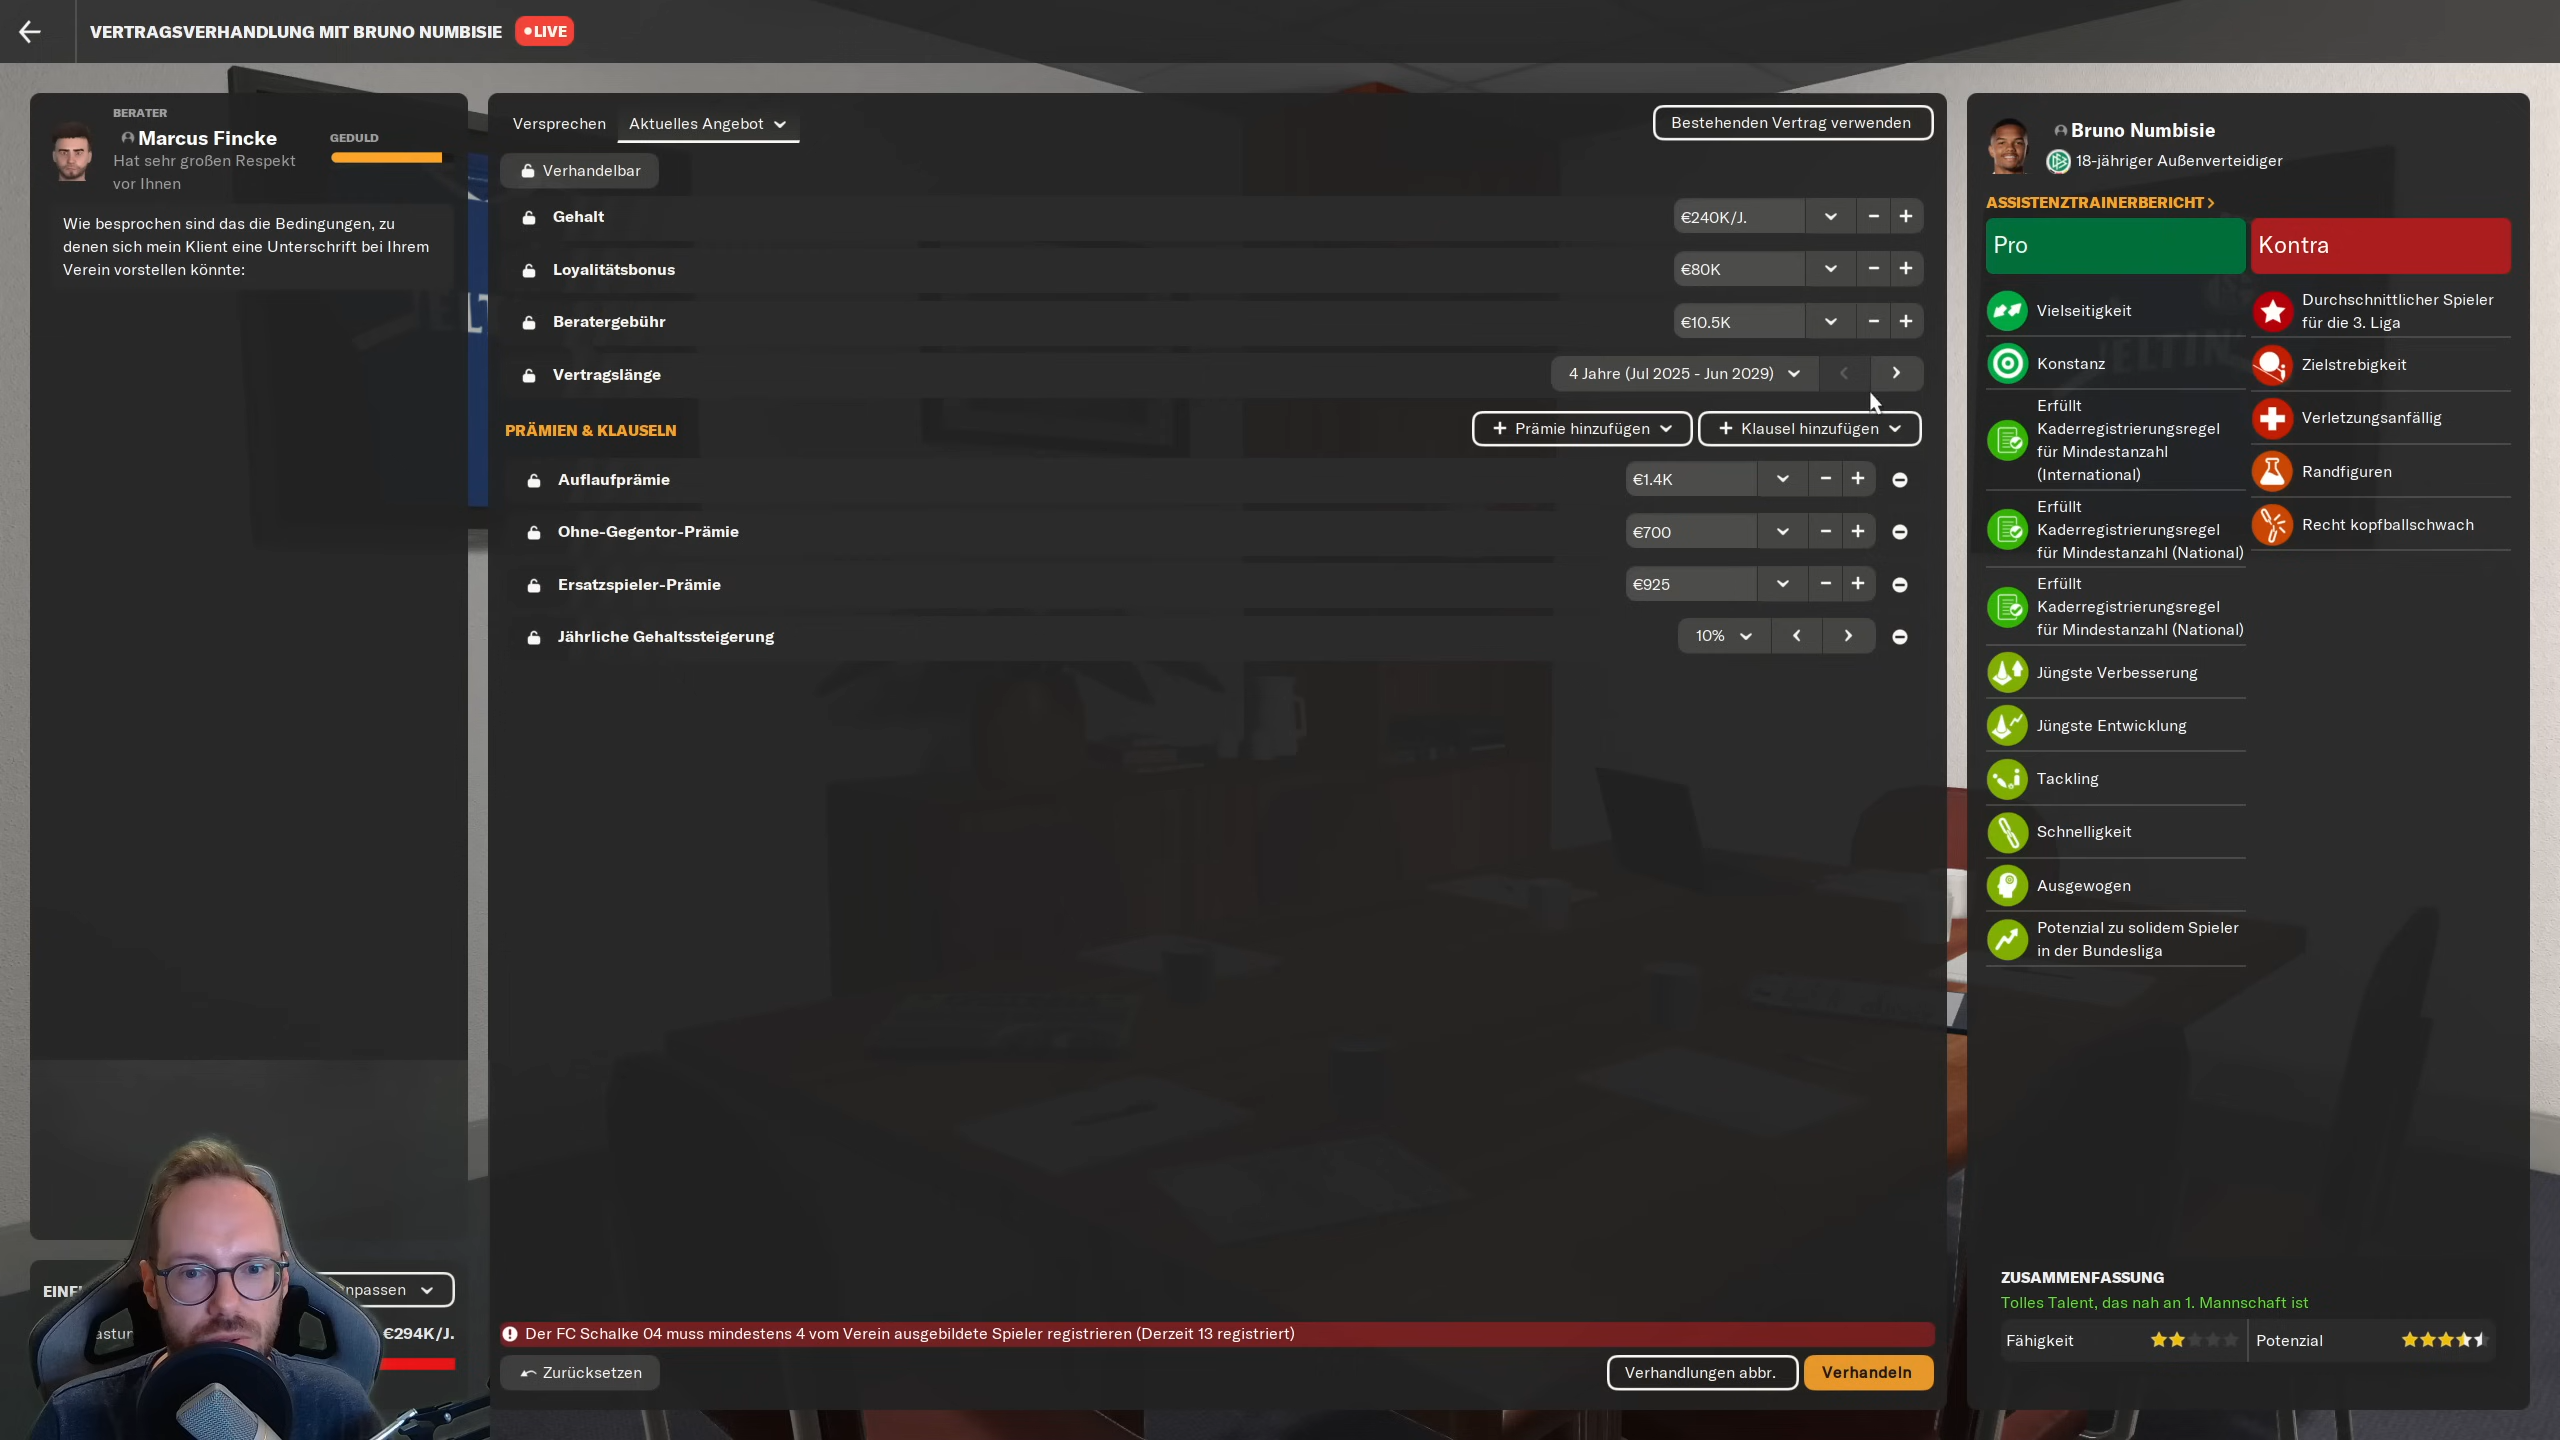 VERTRAGSVERHANDLUNG MIT BRUNO NUMBISIE
LIVE
BERATER
Marcus Fincke
Hat sehr großen Respekt
vor Ihnen
GEDULD
Wie besprochen sind das die Bedingungen, zu
denen sich mein Klient eine Unterschrift bei Ihrem
Verein vorstellen könnte:
Versprechen
Aktuelles Angebot
Bestehenden Vertrag verwenden
Verhandelbar
Gehalt
€240K/J.
Loyalitätsbonus
€80K
Beratergebühr
€10.5K
Vertragslänge
4 Jahre (Jul 2025 - Jun 2029)
PRÄMIEN & KLAUSELN
Prämie hinzufügen
Klausel hinzufügen
Auflaufprämie
€1.4K
Ohne-Gegentor-Prämie
€700
Ersatzspieler-Prämie
€925
Jährliche Gehaltssteigerung
10%
Der FC Schalke 04 muss mindestens 4 vom Verein ausgebildete Spieler registrieren (Derzeit 13 registriert)
Zurücksetzen
Verhandlungen abbr.
Verhandeln
€294K/J.
Bruno Numbisie
18-jähriger Außenverteidiger
ASSISTENZTRAINERBERICHT
Pro
Vielseitigkeit
Konstanz
Erfüllt
Kaderregistrierungsregel
für Mindestanzahl
(International)
Erfüllt
Kaderregistrierungsregel
für Mindestanzahl (National)
Erfüllt
Kaderregistrierungsregel
für Mindestanzahl (National)
Jüngste Verbesserung
Jüngste Entwicklung
Tackling
Schnelligkeit
Ausgewogen
Potenzial zu solidem Spieler
in der Bundesliga
Kontra
Durchschnittlicher Spieler
für die 3. Liga
Zielstrebigkeit
Verletzungsanfällig
Randfiguren
Recht kopfballschwach
ZUSAMMENFASSUNG
Tolles Talent, das nah an 1. Mannschaft ist
Fähigkeit
Potenzial